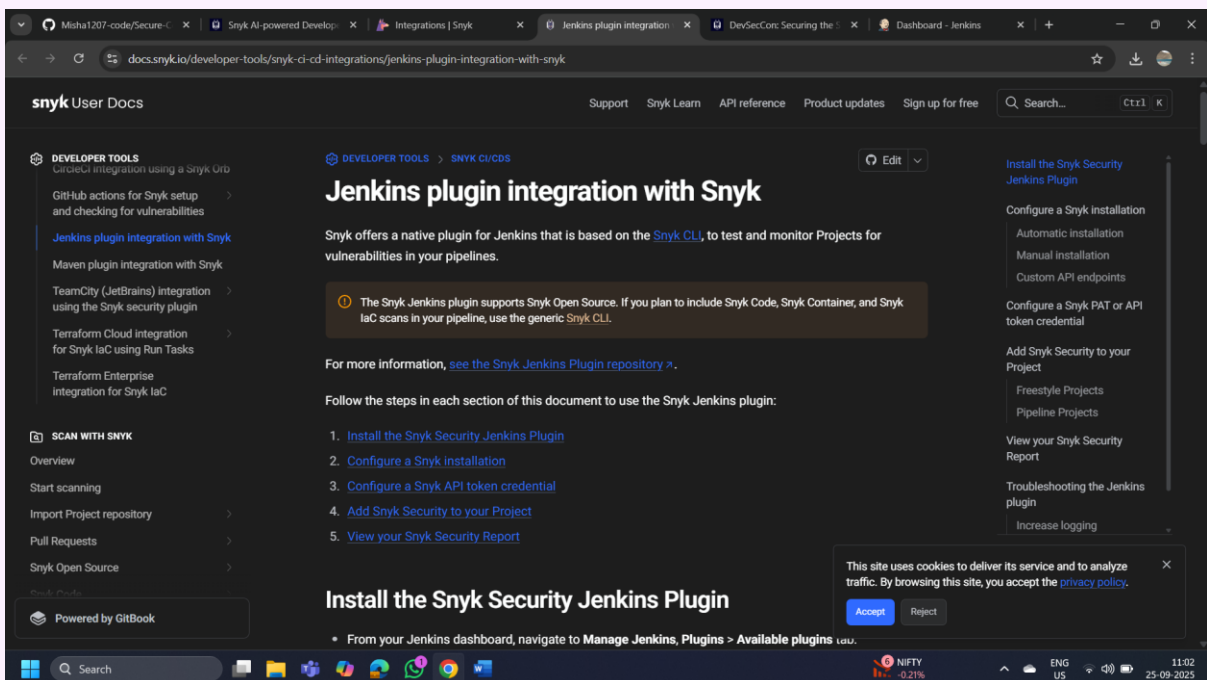 Misha1207-code/Secure-C
Snyk AI-powered Develop
Integrations | Snyk
Jenkins plugin integration
DevSecCon: Securing the S
Dashboard - Jenkins
docs.snyk.io/developer-tools/snyk-ci-cd-integrations/jenkins-plugin-integration-with-snyk
snyk User Docs
Support
Snyk Learn
API reference
Product updates
Sign up for free
Search...
Ctrl K
DEVELOPER TOOLS
CircleCI integration using a Snyk Orb
GitHub actions for Snyk setup
and checking for vulnerabilities
Jenkins plugin integration with Snyk
Maven plugin integration with Snyk
TeamCity (JetBrains) integration
using the Snyk security plugin
Terraform Cloud integration
for Snyk IaC using Run Tasks
Terraform Enterprise
integration for Snyk IaC
SCAN WITH SNYK
Overview
Start scanning
Import Project repository
Pull Requests
Snyk Open Source
Snyk Code
Powered by GitBook
DEVELOPER TOOLS > SNYK CI/CDS
Edit
Jenkins plugin integration with Snyk
Snyk offers a native plugin for Jenkins that is based on the Snyk CLI, to test and monitor Projects for
vulnerabilities in your pipelines.
The Snyk Jenkins plugin supports Snyk Open Source. If you plan to include Snyk Code, Snyk Container, and Snyk
IaC scans in your pipeline, use the generic Snyk CLI.
For more information, see the Snyk Jenkins Plugin repository ↗.
Follow the steps in each section of this document to use the Snyk Jenkins plugin:
1. Install the Snyk Security Jenkins Plugin
2. Configure a Snyk installation
3. Configure a Snyk API token credential
4. Add Snyk Security to your Project
5. View your Snyk Security Report
Install the Snyk Security Jenkins Plugin
• From your Jenkins dashboard, navigate to Manage Jenkins, Plugins > Available plugins tab.
Install the Snyk Security
Jenkins Plugin
Configure a Snyk installation
Automatic installation
Manual installation
Custom API endpoints
Configure a Snyk PAT or API
token credential
Add Snyk Security to your
Project
Freestyle Projects
Pipeline Projects
View your Snyk Security
Report
Troubleshooting the Jenkins
plugin
Increase logging
This site uses cookies to deliver its service and to analyze
traffic. By browsing this site, you accept the privacy policy.
Accept
Reject
Search
6
NIFTY
-0.21%
ENG
US
11:02
25-09-2025